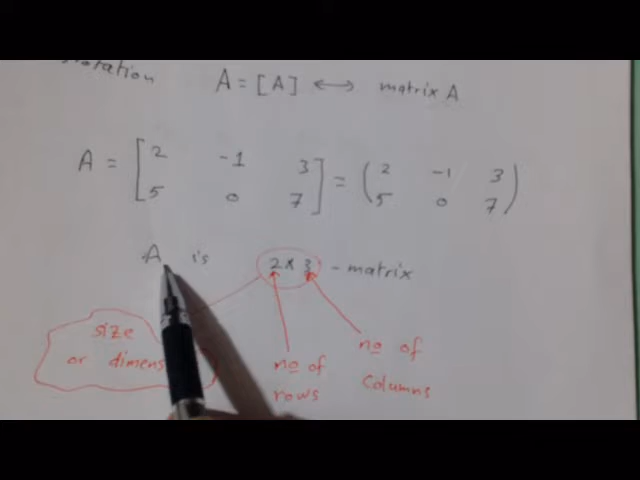 notation A = [A] ⟷ matrix A
A = [2 -1 3] = (2 -1 3)
[5 0 7] (5 0 7)
A is 2 × 3 - matrix
size
or
no of
rows
no of
columns